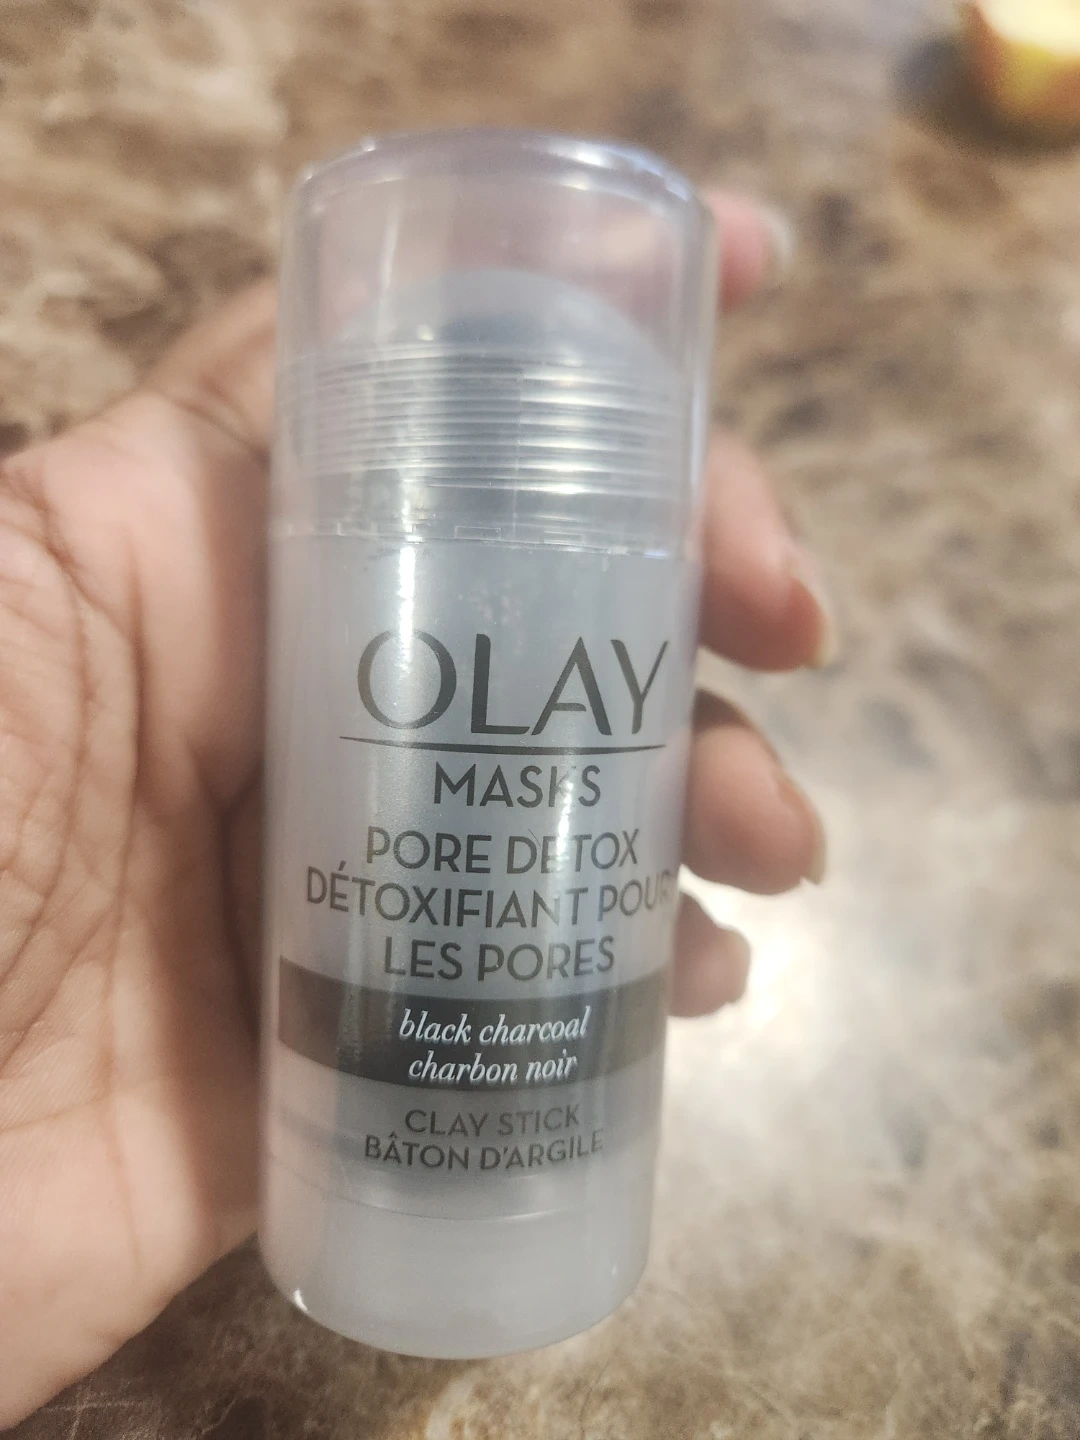 OLAY
MASKS
PORE DETOX
DÉTOXIFIANT POUR
LES PORES
black charcoal
charbon noir
CLAY STICK
BÂTON D'ARGILE